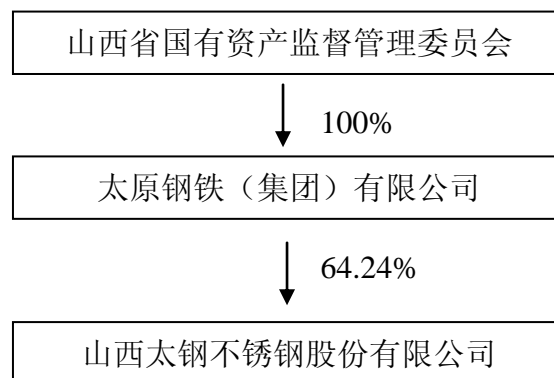 山西省国有资产监督管理委员会
100%
太原钢铁（集团）有限公司
64.24%
山西太钢不锈钢股份有限公司